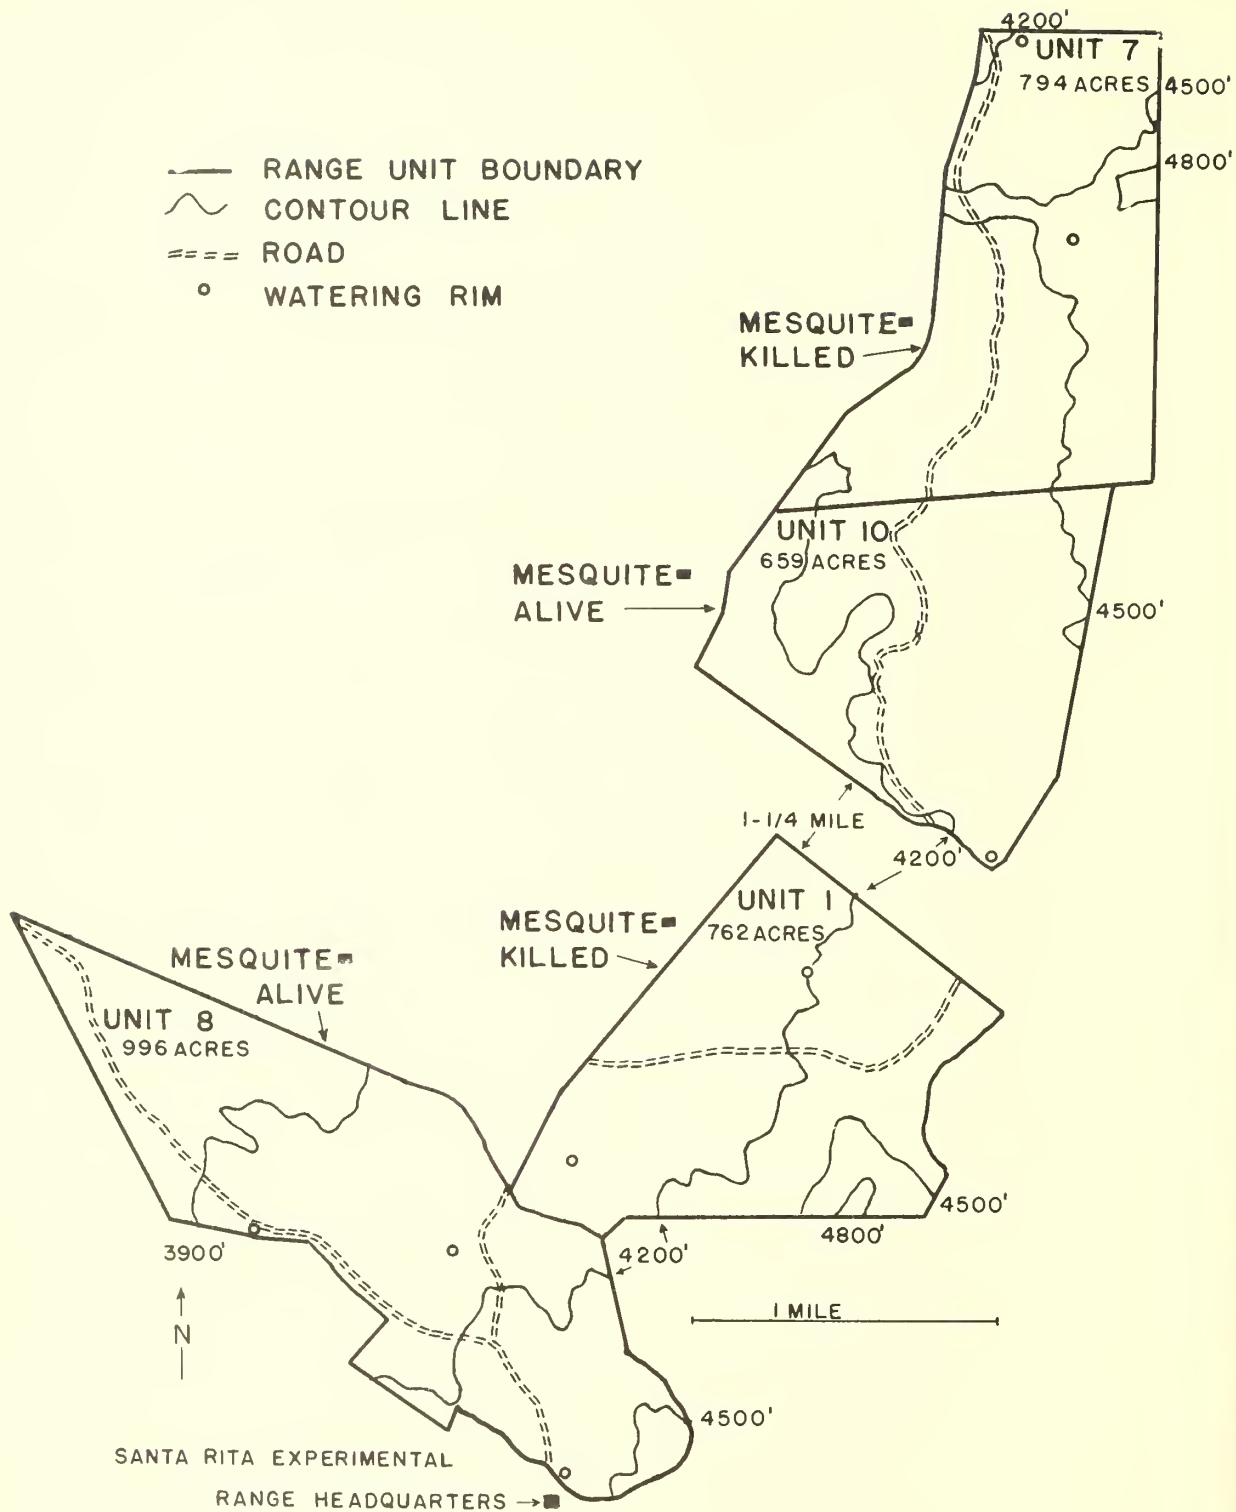 4200'
UNIT 7
794 ACRES
4500'
4800'
RANGE UNIT BOUNDARY
CONTOUR LINE
ROAD
WATERING RIM
MESQUITE
KILLED
UNIT 10
659 ACRES
MESQUITE
ALIVE
4500'
1-1/4 MILE
4200'
UNIT 1
762 ACRES
MESQUITE
KILLED
MESQUITE
ALIVE
UNIT 8
996 ACRES
4500'
4800'
4200'
3900'
1 MILE
N
4500'
SANTA RITA EXPERIMENTAL
RANGE HEADQUARTERS